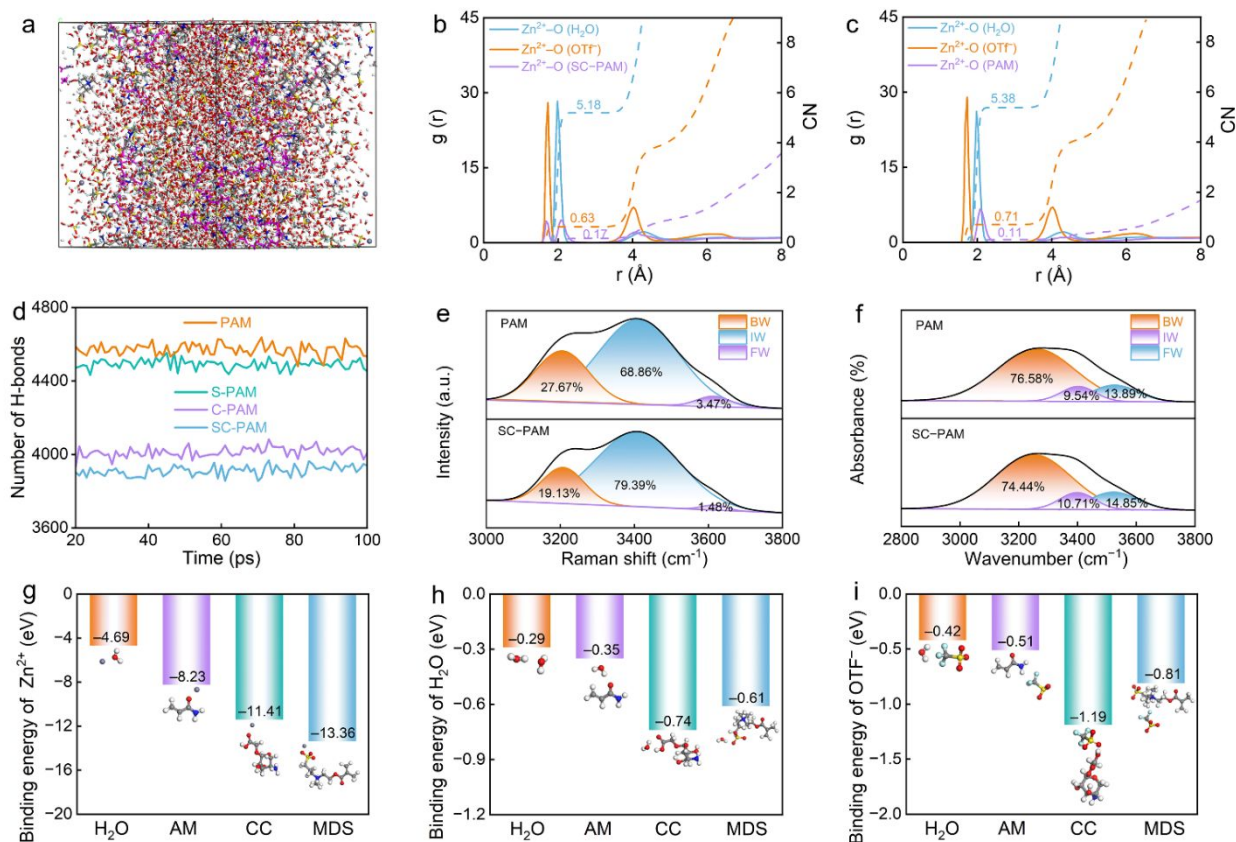 a
b
45
30
15
0
g (r)
Zn²⁺–O (H₂O)
Zn²⁺–O (OTf⁻)
Zn²⁺–O (SC−PAM)
5.18
0.63
0.17
8
6
4
2
0
CN
0 2 4 6 8
r (Å)
c
45
30
15
0
g (r)
Zn²⁺-O (H₂O)
Zn²⁺-O (OTf⁻)
Zn²⁺-O (PAM)
5.38
0.71
0.11
8
6
4
2
0
CN
0 2 4 6 8
r (Å)
d
4800
4400
4000
3600
Number of H-bonds
PAM
S-PAM
C-PAM
SC-PAM
20 40 60 80 100
Time (ps)
e
Intensity (a.u.)
PAM
BW
IW
FW
27.67%
68.86%
3.47%
SC−PAM
19.13%
79.39%
1.48%
3000 3200 3400 3600 3800
Raman shift (cm⁻¹)
f
Absorbance (%)
PAM
BW
IW
FW
76.58%
9.54% 13.89%
SC−PAM
74.44%
10.71% 14.85%
2800 3000 3200 3400 3600 3800
Wavenumber (cm⁻¹)
g
0
−4
−8
−12
−16
−20
Binding energy of Zn²⁺ (eV)
−4.69
−8.23
−11.41
−13.36
H₂O AM CC MDS
h
0.0
−0.3
−0.6
−0.9
−1.2
Binding energy of H₂O (eV)
−0.29
−0.35
−0.74
−0.61
H₂O AM CC MDS
i
0.0
−0.5
−1.0
−1.5
−2.0
Binding energy of OTF⁻ (eV)
−0.42
−0.51
−1.19
−0.81
H₂O AM CC MDS